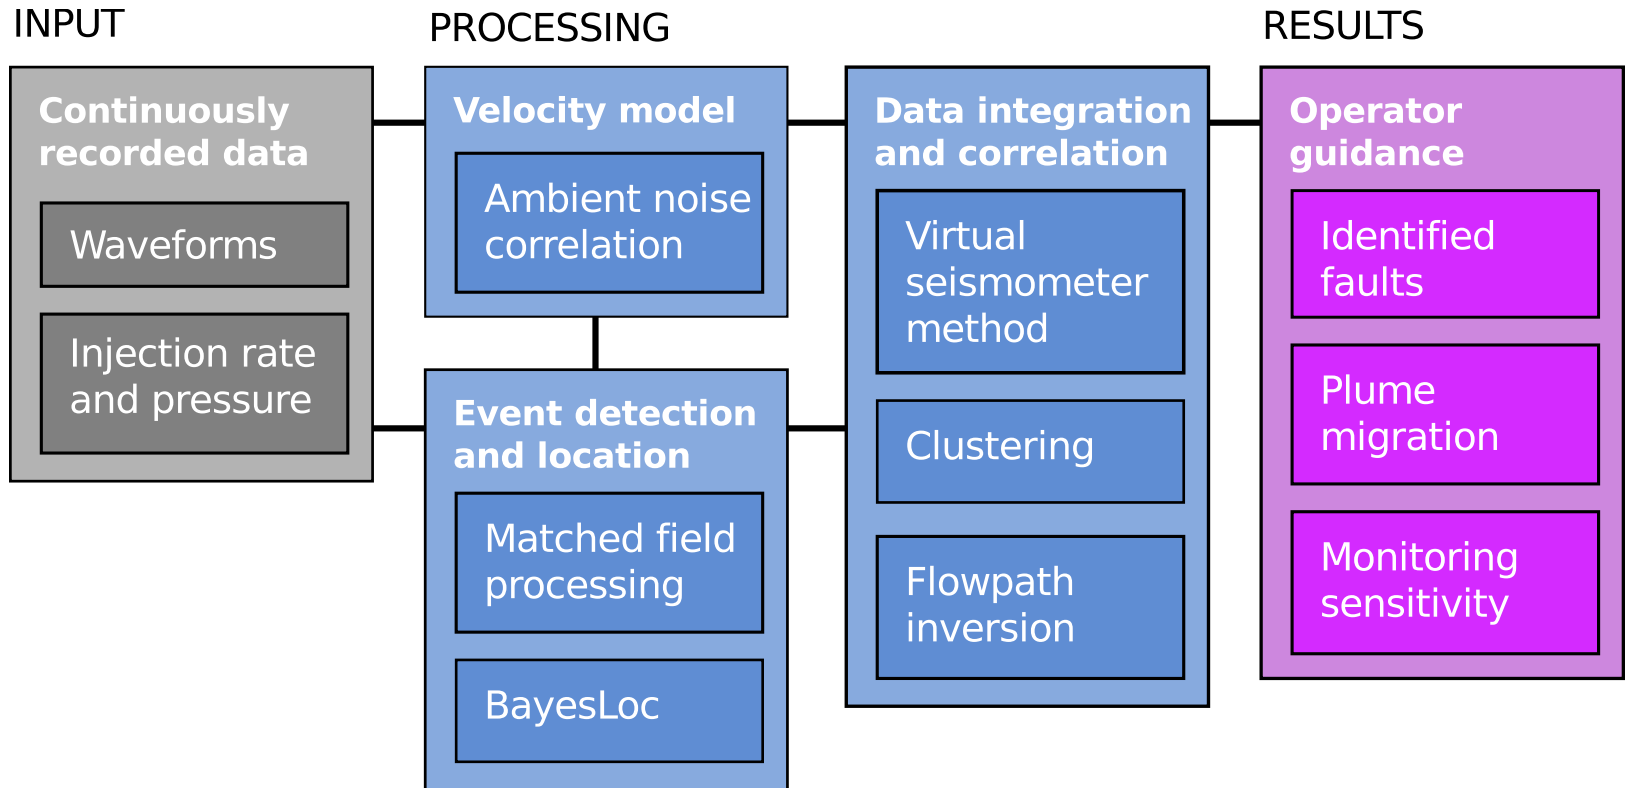 INPUT
Continuously
recorded data
Waveforms
Injection rate
and pressure
PROCESSING
Velocity model
Ambient noise
correlation
Event detection
and location
Matched field
processing
BayesLoc
Data integration
and correlation
Virtual
seismometer
method
Clustering
Flowpath
inversion
RESULTS
Operator
guidance
Identified
faults
Plume
migration
Monitoring
sensitivity